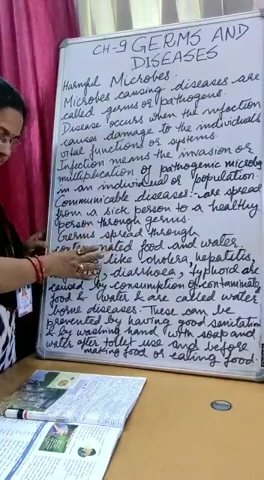 CH-9 GERMS AND
DISEASES
Harmful Microbes.
Microbes causing diseases are
called germs or pathogens.
Disease occurs when the infection
causes damage to the individuals
vital functions or systems.
Infection means the invasion or
multiplication of pathogenic microbes
in an individual or population.
Communicable diseases:- are spread
from a sick person to a healthy
person through germs.
Germs spread through
contaminated food and water
like cholera, hepatitis,
diarrhoea, typhoid are
caused by consumption of contaminated
food & water & are called water
borne diseases. These can be
prevented by having good sanitation
& by washing hand with soap and
water after toilet use and before
making food or eating food.